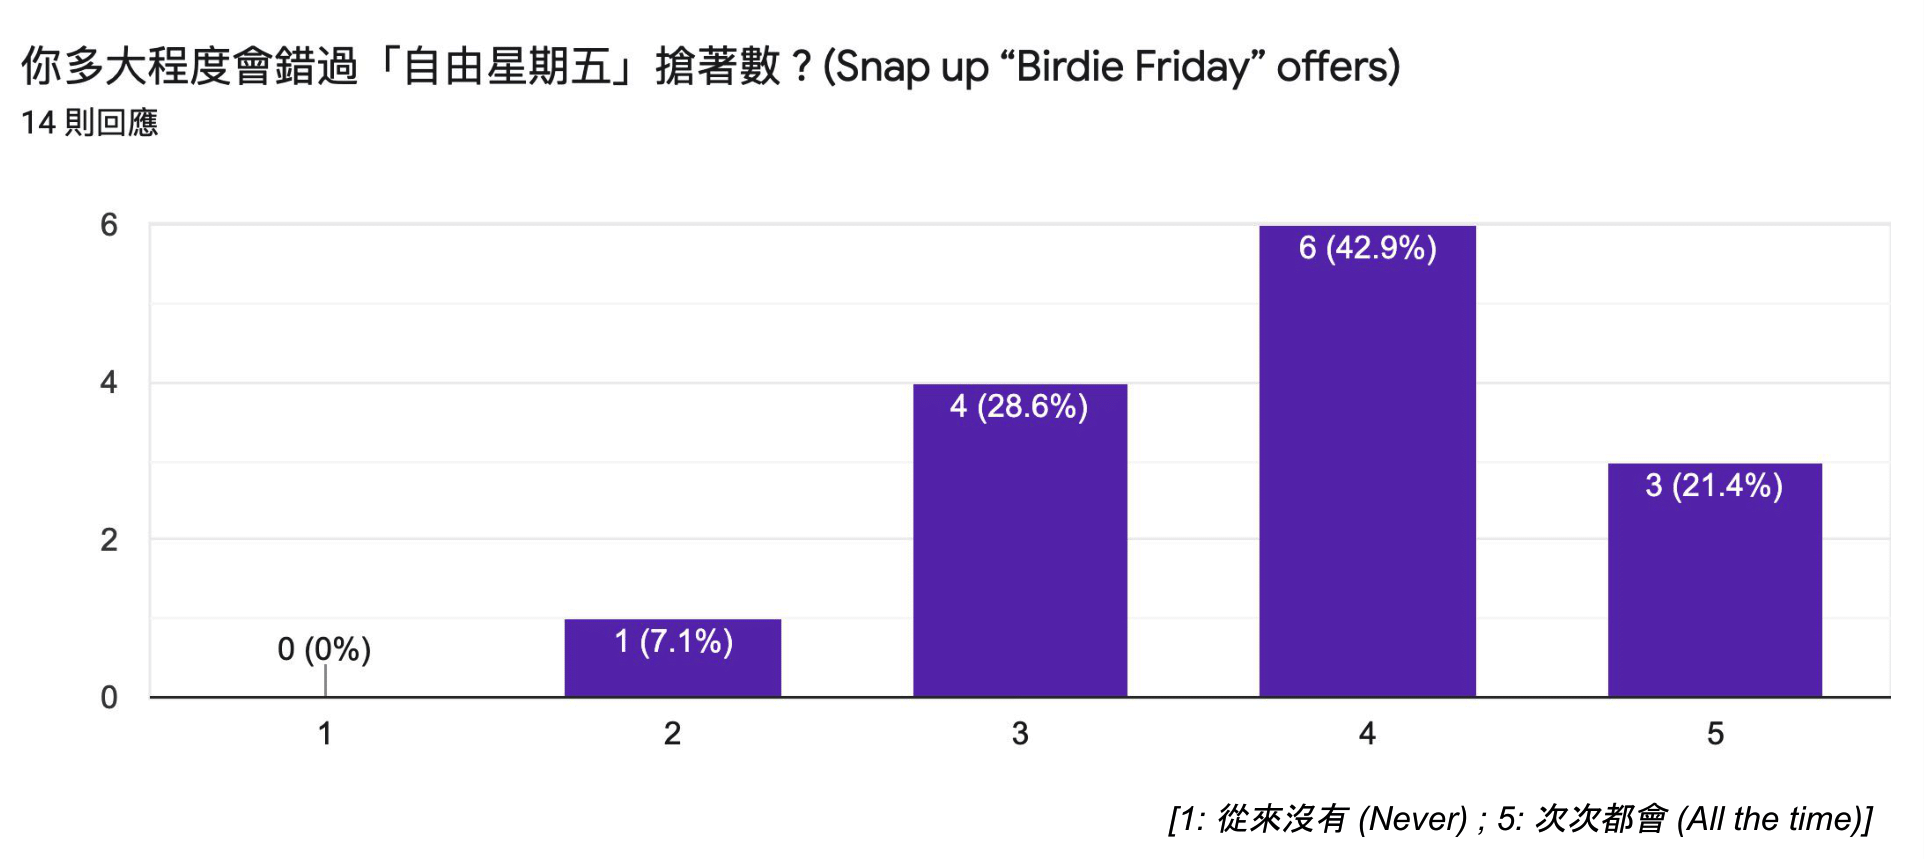 你多大程度會錯過「自由星期五」搶著數？(Snap up “Birdie Friday” offers)
14 則回應
6
6 (42.9%)
4
4 (28.6%)
3 (21.4%)
2
1 (7.1%)
0 (0%)
0
1 2 3 4 5
[1: 從來沒有 (Never) ; 5: 次次都會 (All the time)]